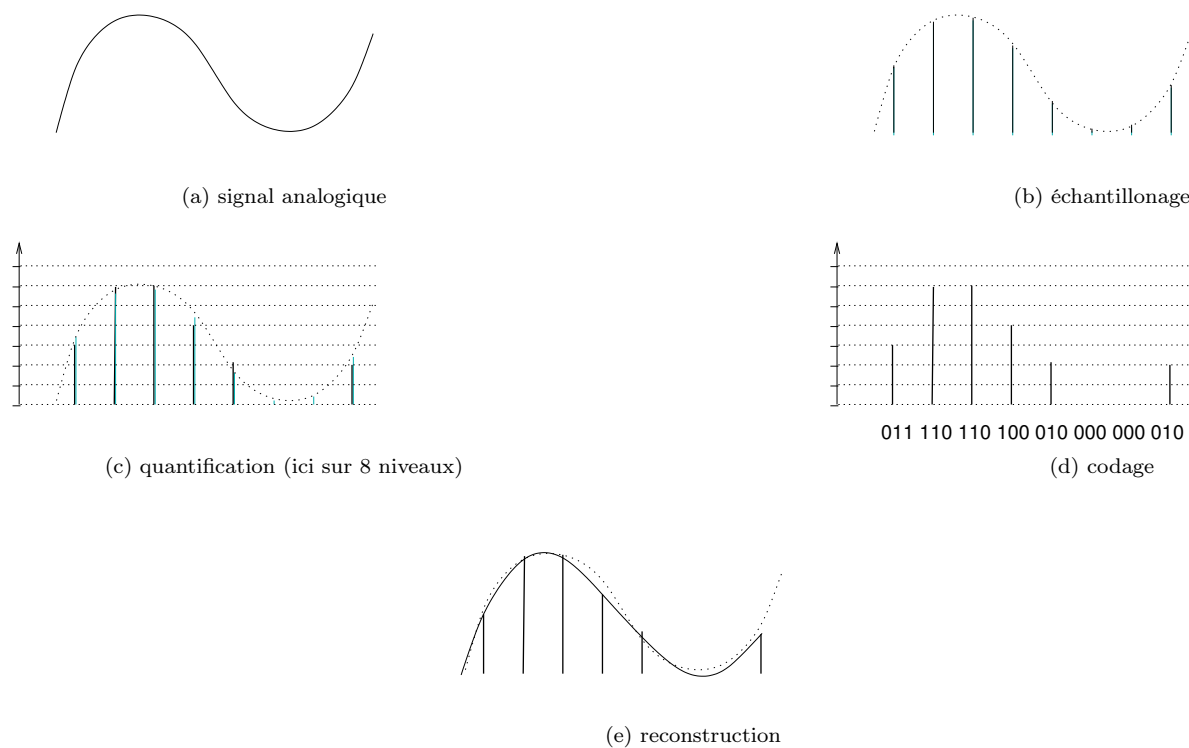 (a) signal analogique
(b) échantillonage
(c) quantification (ici sur 8 niveaux)
011 110 110 100 010 000 000 010
(d) codage
(e) reconstruction